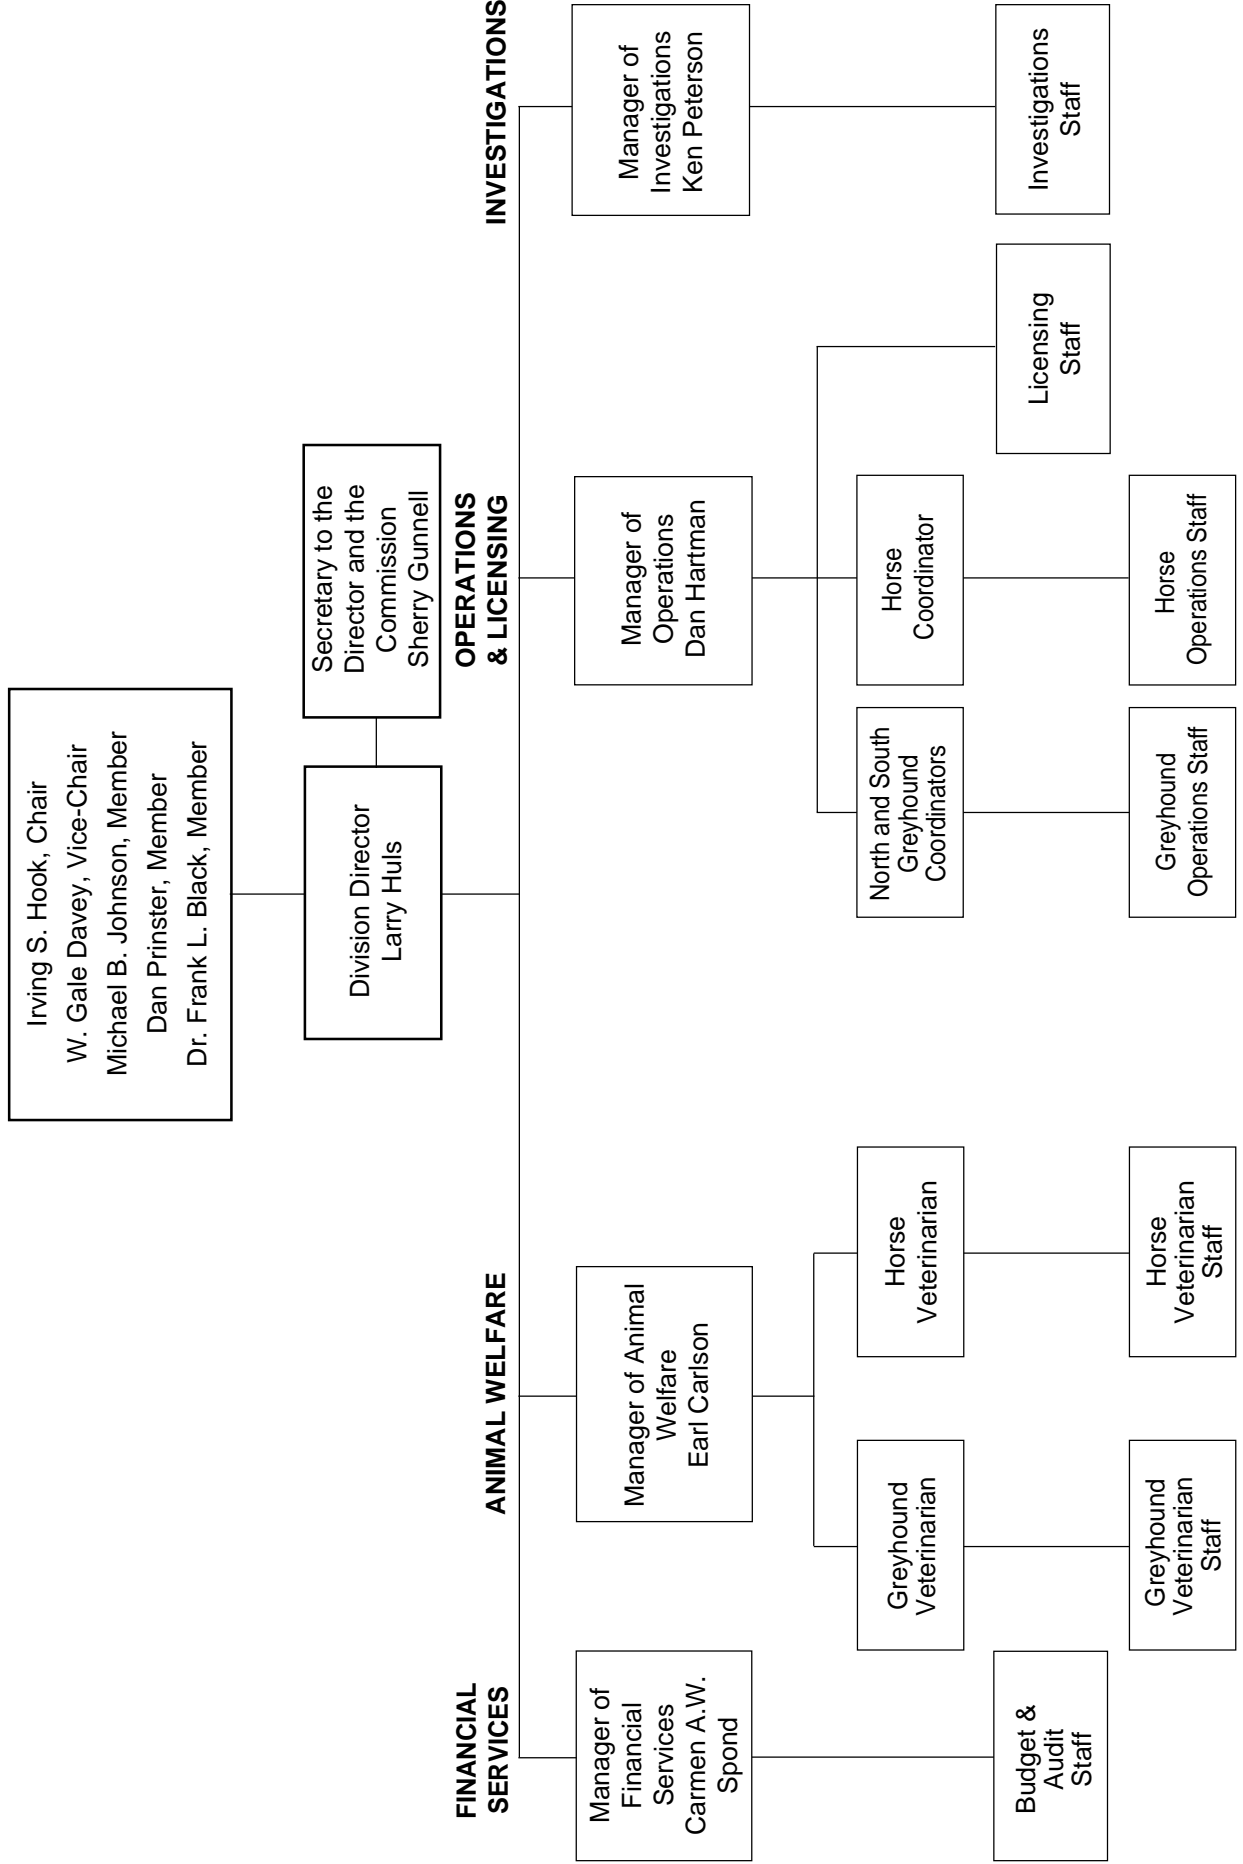 Irving S. Hook, Chair
W. Gale Davey, Vice-Chair
Michael B. Johnson, Member
Dan Prinster, Member
Dr. Frank L. Black, Member
Division Director
Larry Huls
Secretary to the
Director and the
Commission
Sherry Gunnell
FINANCIAL
SERVICES
ANIMAL WELFARE
OPERATIONS
& LICENSING
INVESTIGATIONS
Manager of
Financial
Services
Carmen A.W.
Spond
Manager of Animal
Welfare
Earl Carlson
Manager of
Operations
Dan Hartman
Manager of
Investigations
Ken Peterson
Greyhound
Veterinarian
Horse
Veterinarian
North and South
Greyhound
Coordinators
Horse
Coordinator
Budget &
Audit
Staff
Licensing
Staff
Investigations
Staff
Greyhound
Veterinarian
Staff
Horse
Veterinarian
Staff
Greyhound
Operations Staff
Horse
Operations Staff